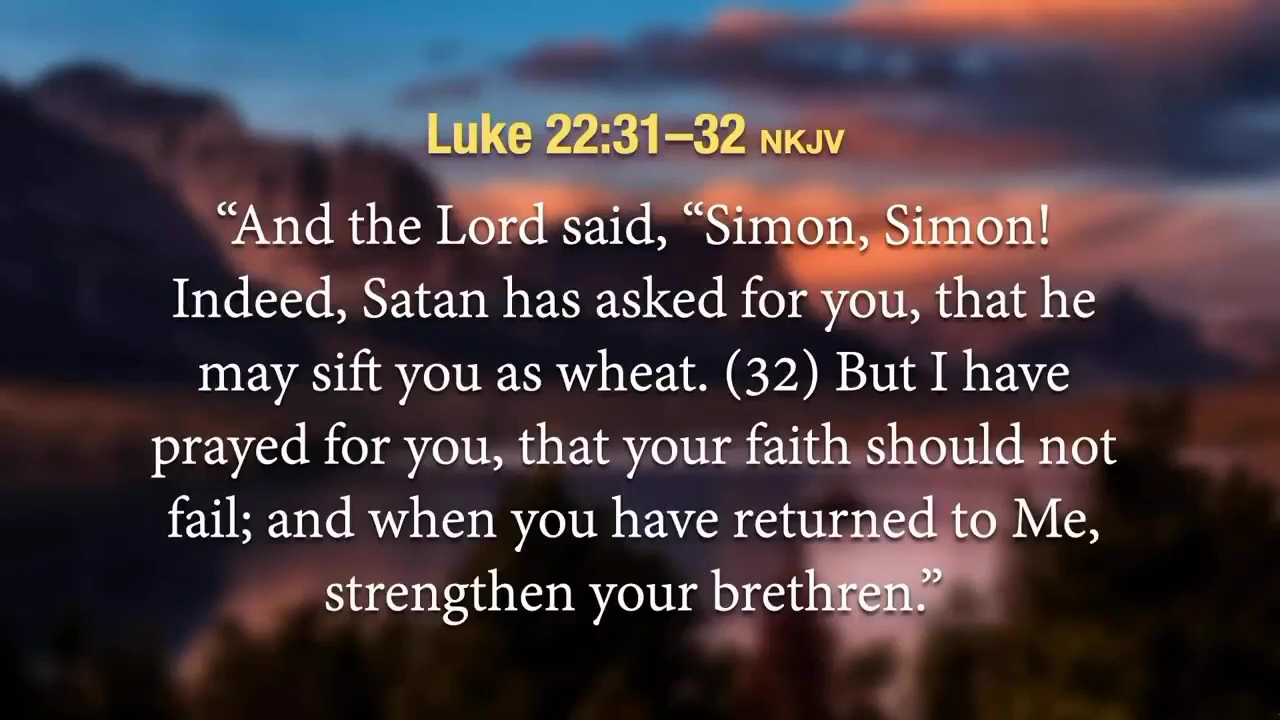 Luke 22:31–32 NKJV
“And the Lord said, “Simon, Simon!
Indeed, Satan has asked for you, that he
may sift you as wheat. (32) But I have
prayed for you, that your faith should not
fail; and when you have returned to Me,
strengthen your brethren.”